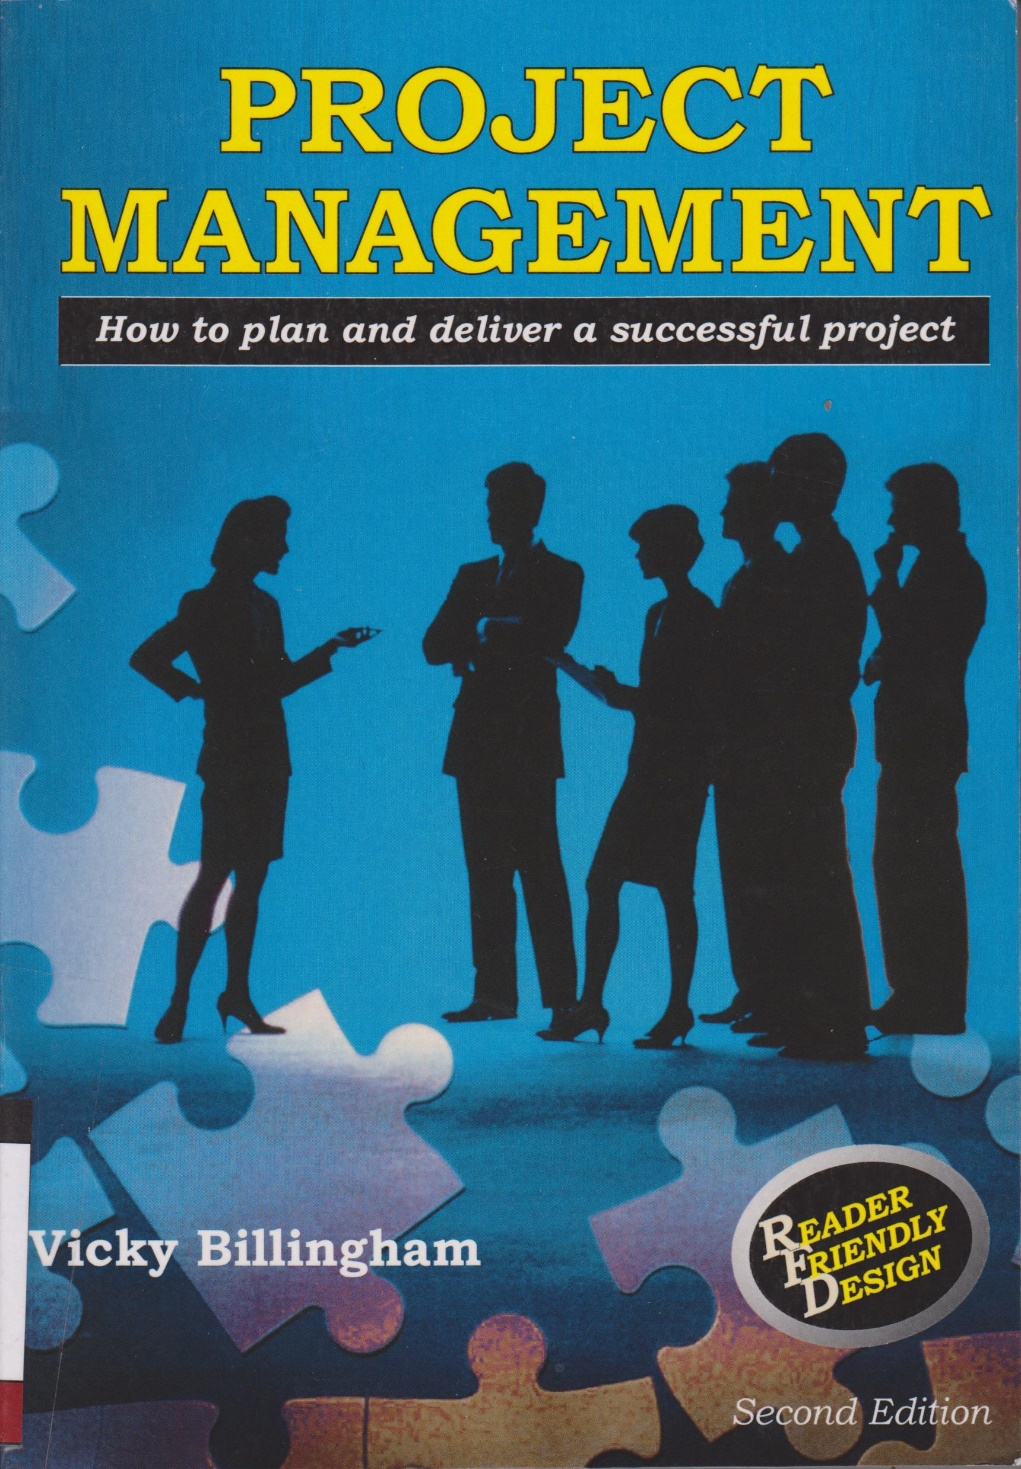 PROJECT
MANAGEMENT
How to plan and deliver a successful project
Vicky Billingham
READER
FRIENDLY
DESIGN
Second Edition